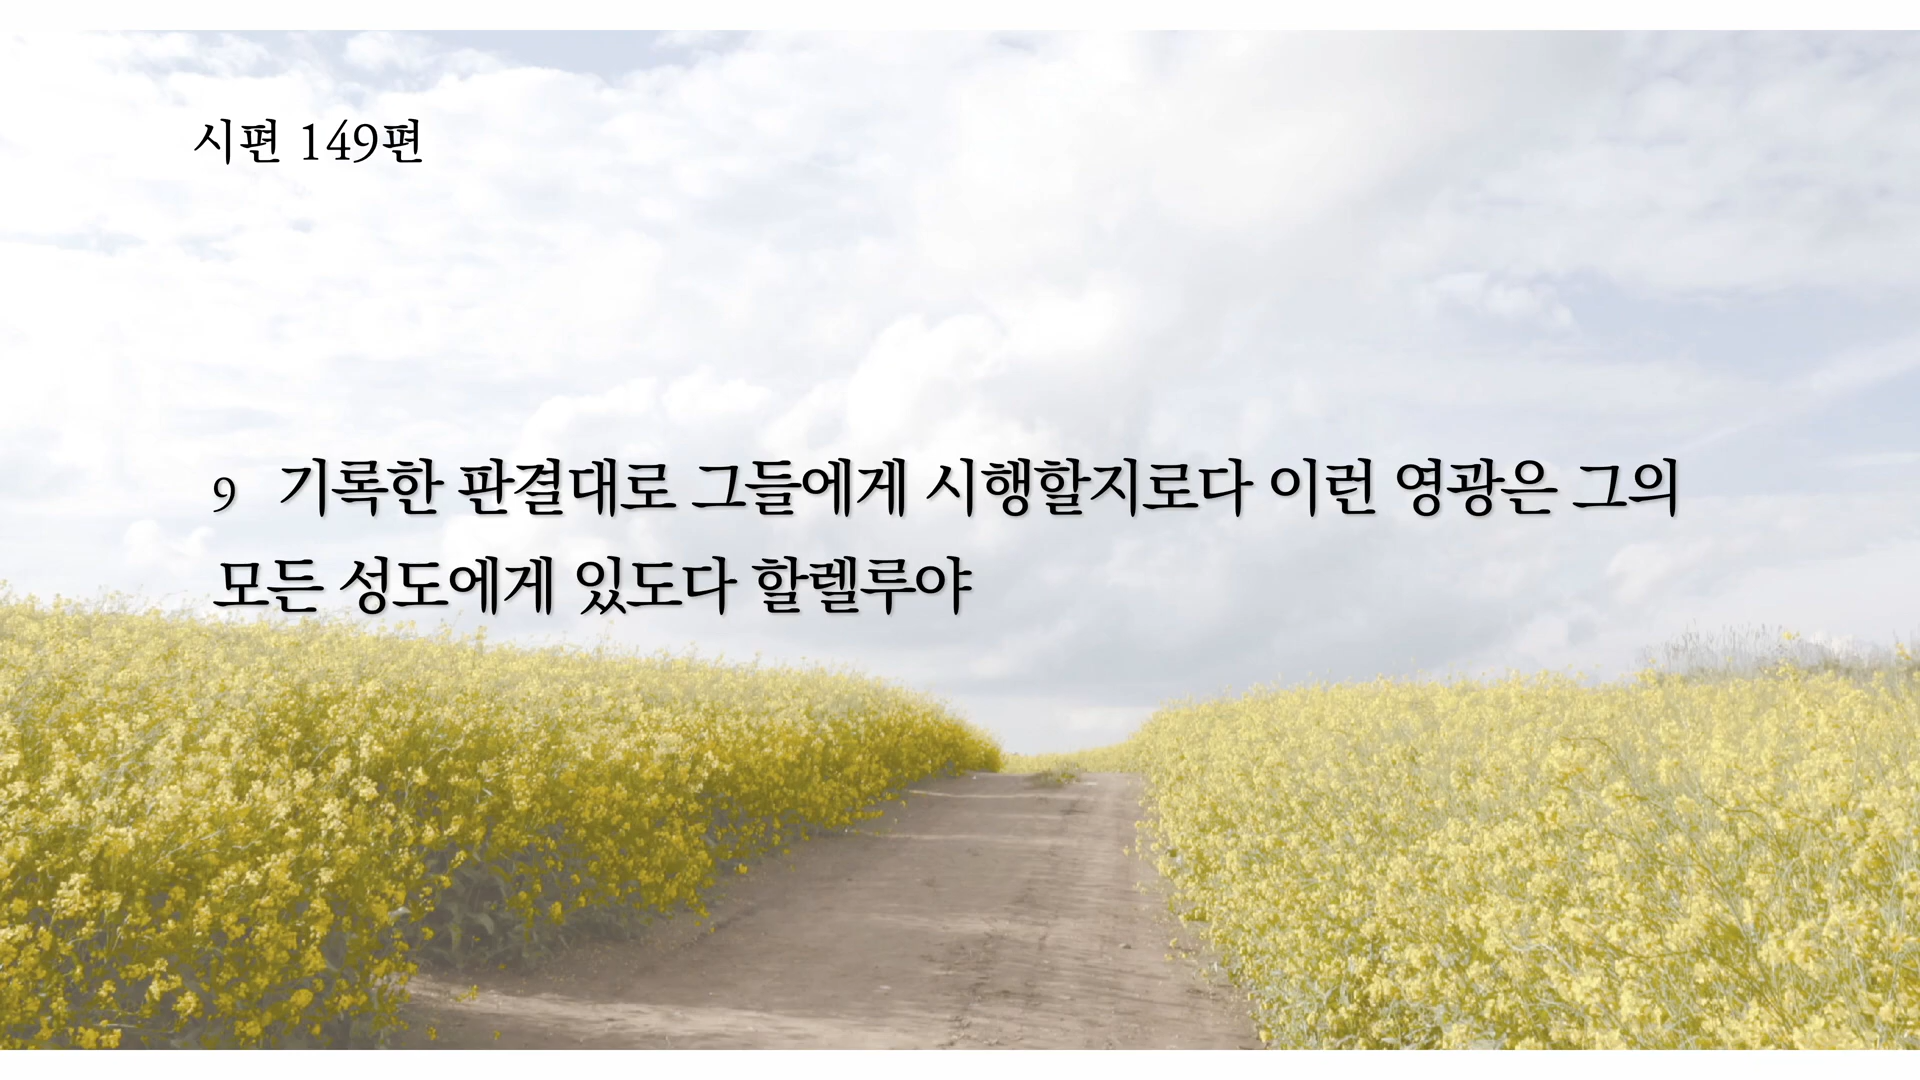 시편 149편
9 기록한 판결대로 그들에게 시행할지로다 이런 영광은 그의
모든 성도에게 있도다 할렐루야